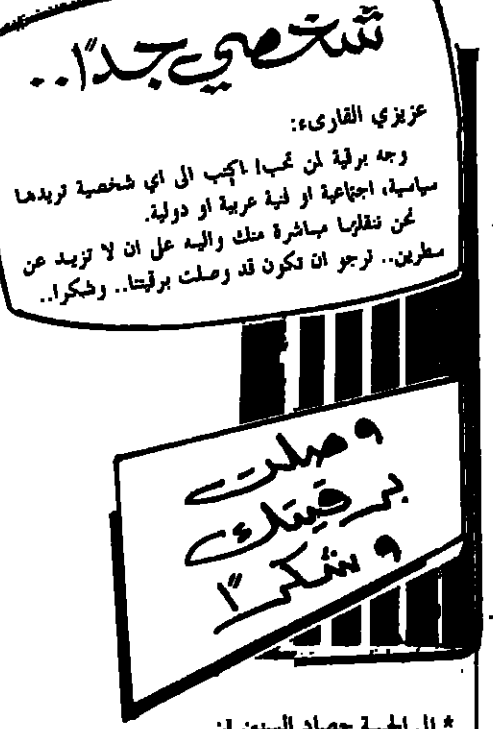 شخصي جداً..
عزيزي القارىء:
وجه برقية لمن تحب! اكتب الى اي شخصية تريدها
سياسية، اجتماعية او فنية عربية او دولية.
نحن ننقلها مباشرة منك واليه على ان لا تزيد عن
سطرين.. نرجو ان تكون قد وصلت برقيتنا.. وشكرا..
وصلت
برقيتك
وشكراً
* الى